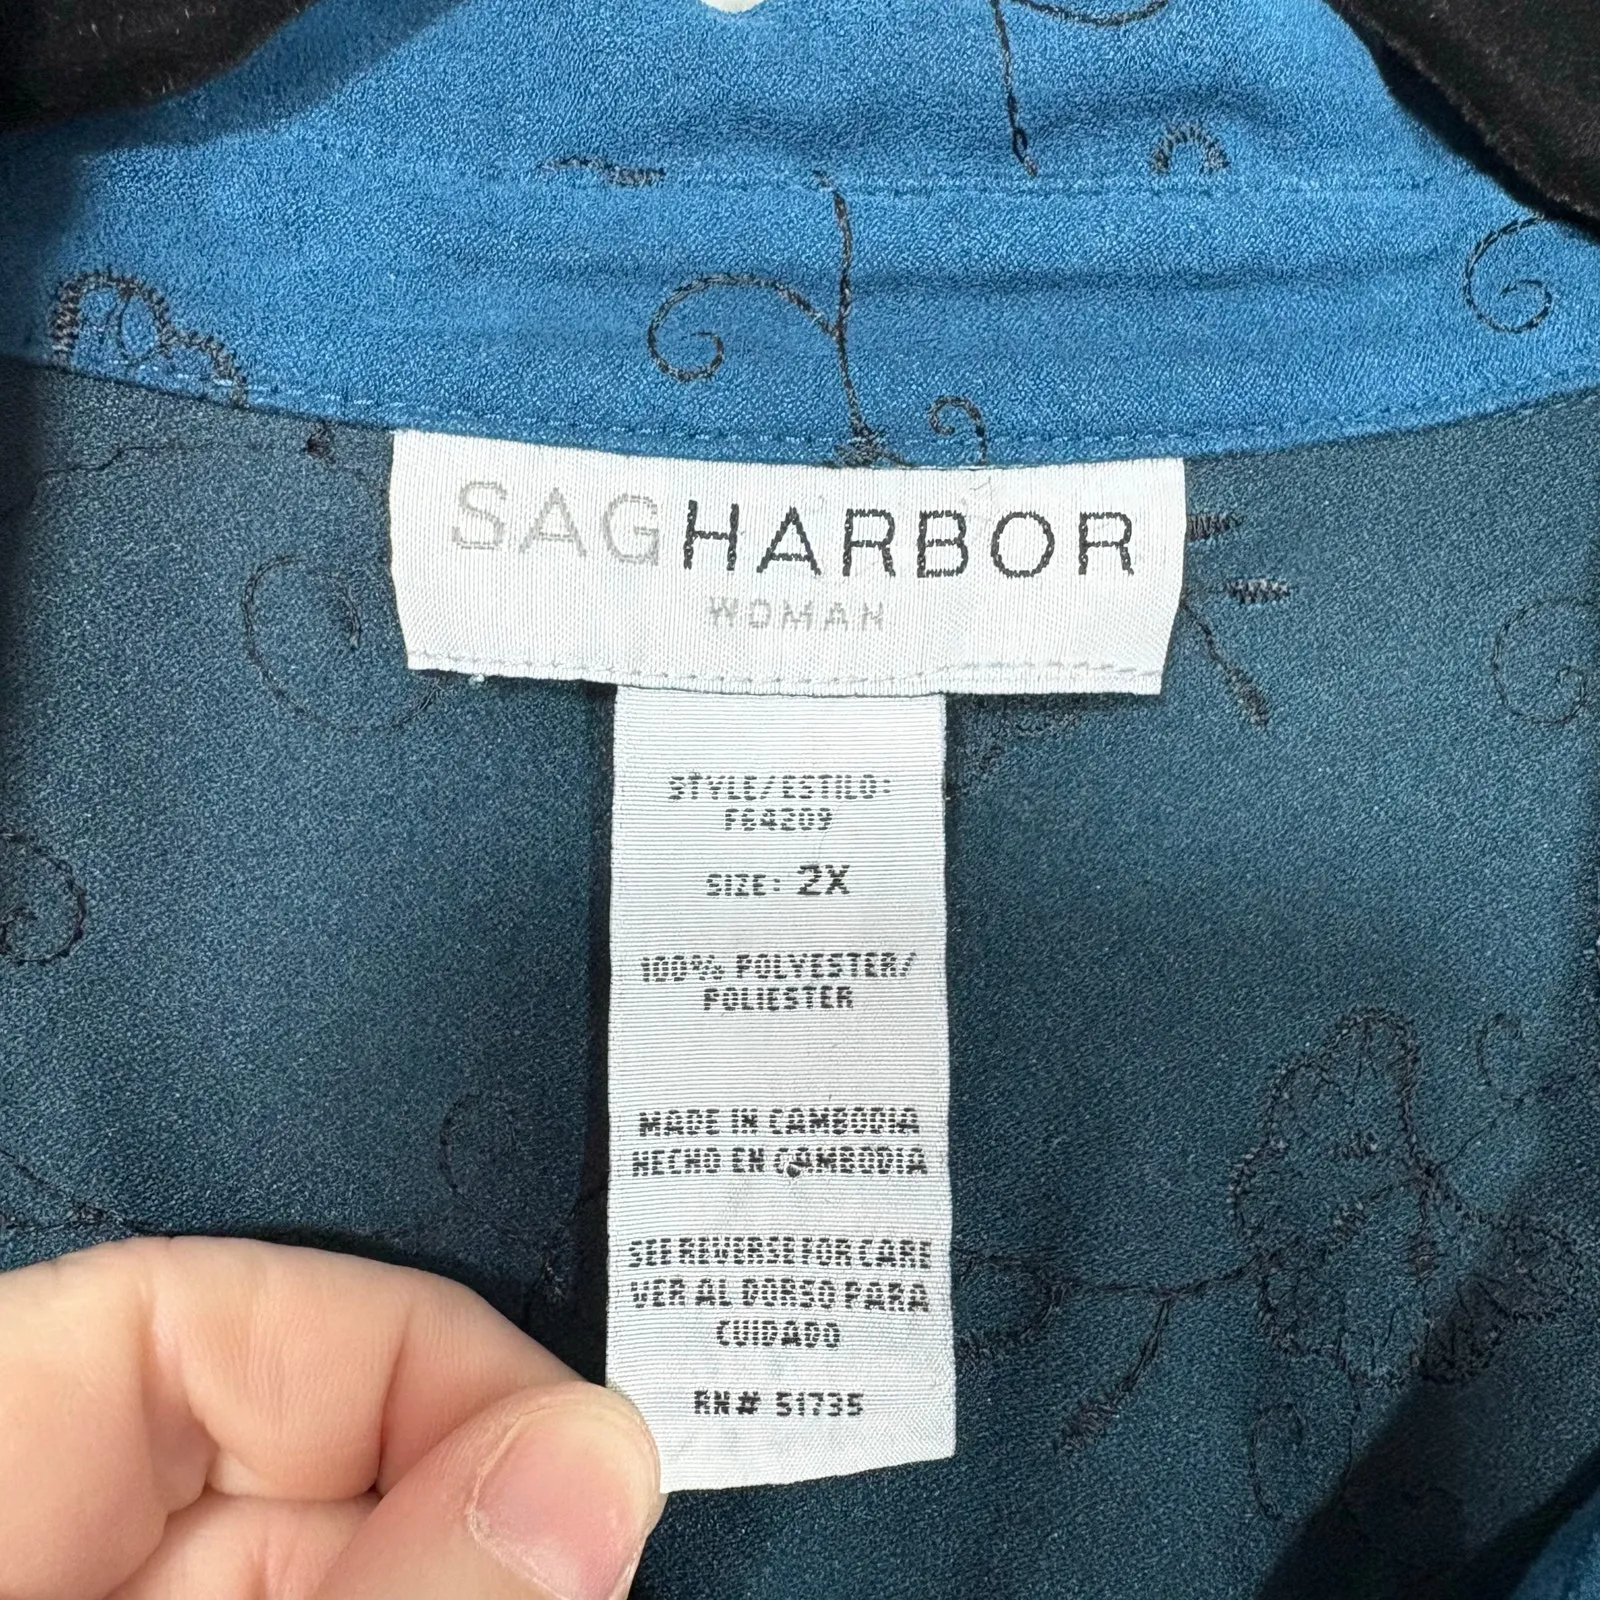 SAGHARBOR
WOMAN
STYLE/ESTILO:
F64209
SIZE: 2X
100% POLYESTER/
POLIESTER
MADE IN CAMBODIA
HECHO EN CAMBODIA
SEE REVERSE FOR CARE
VER AL DORSO PARA
CUIDADO
RN# 51735